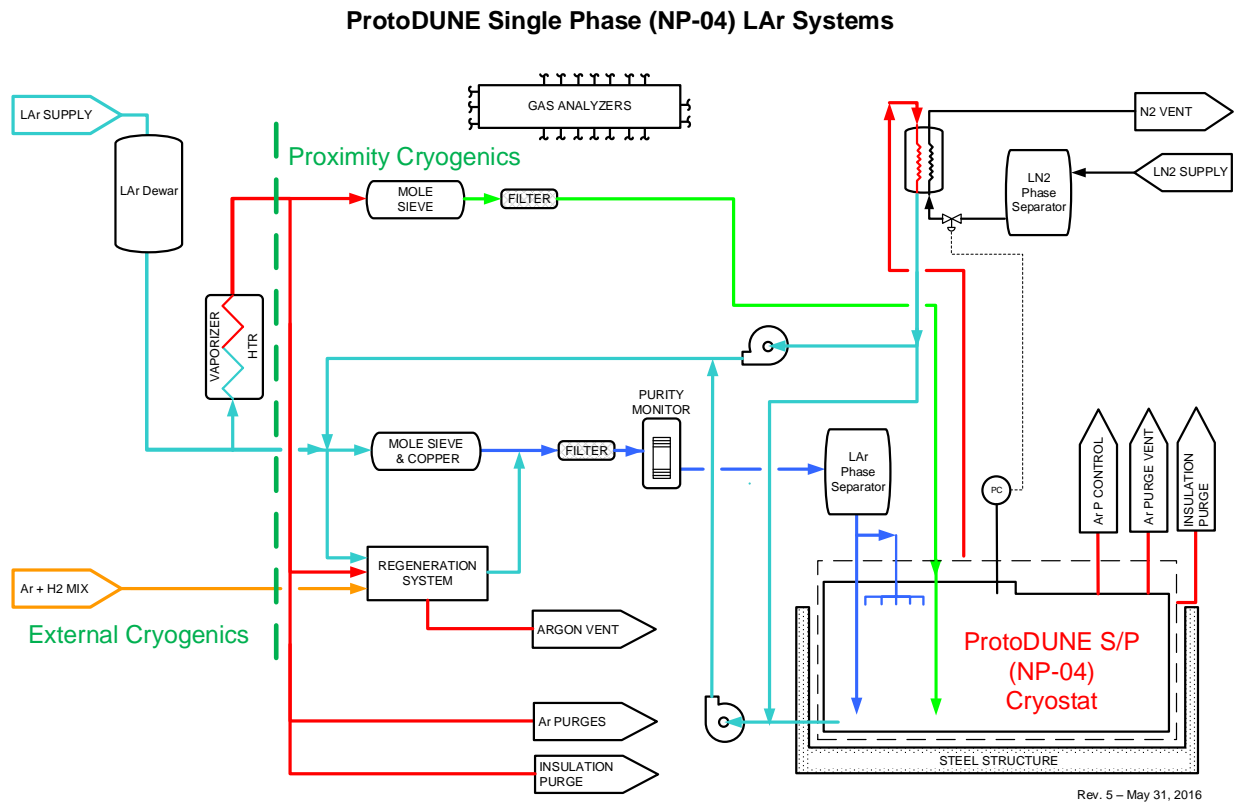 ProtoDUNE Single Phase (NP-04) LAr Systems
LAr SUPPLY
GAS ANALYZERS
N2 VENT
Proximity Cryogenics
LN2
Phase
Separator
LN2 SUPPLY
LAr Dewar
MOLE
SIEVE
FILTER
VAPORIZER
HTR
PURITY
MONITOR
MOLE SIEVE
& COPPER
FILTER
LAr
Phase
Separator
PC
Ar P CONTROL
Ar PURGE VENT
INSULATION
PURGE
REGENERATION
SYSTEM
Ar + H2 MIX
External Cryogenics
ARGON VENT
ProtoDUNE S/P
(NP-04)
Cryostat
Ar PURGES
INSULATION
PURGE
STEEL STRUCTURE
Rev. 5 – May 31, 2016